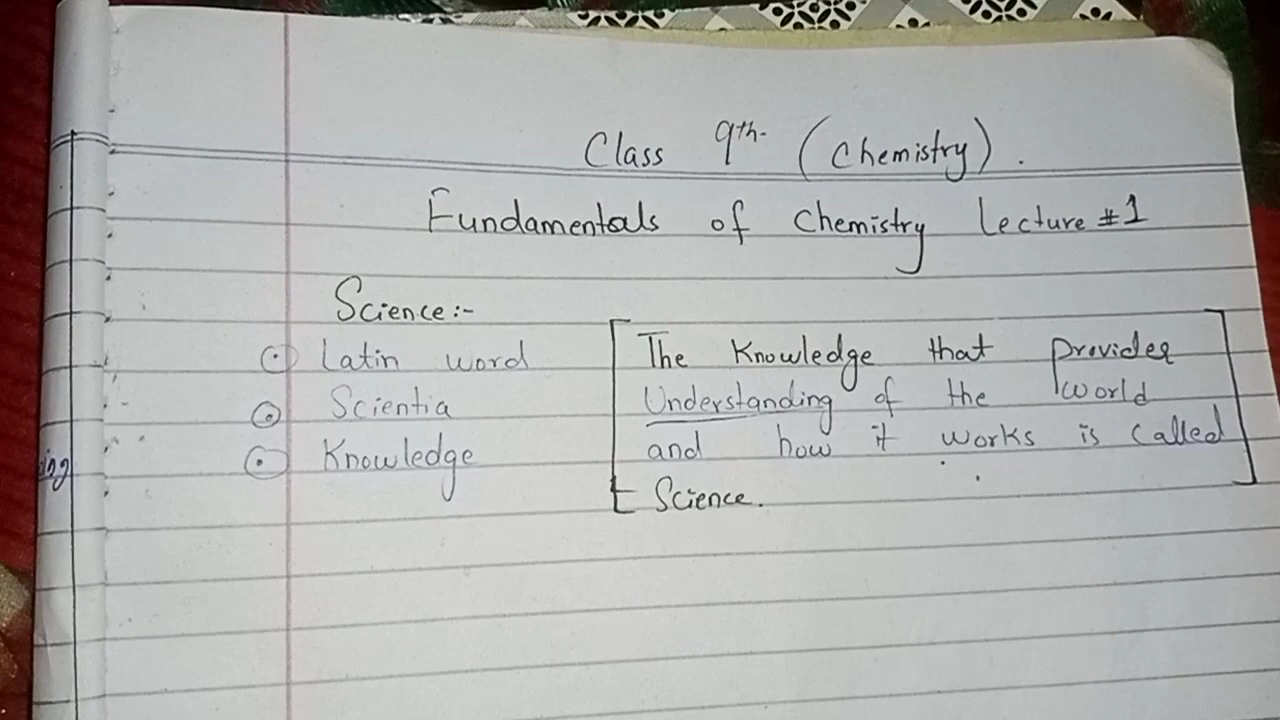 Class 9th. (Chemistry).
Fundamentals of Chemistry Lecture #1
Science:-
Latin word
Scientia
Knowledge
The Knowledge that provides
Understanding of the world
and how it works is called
Science.